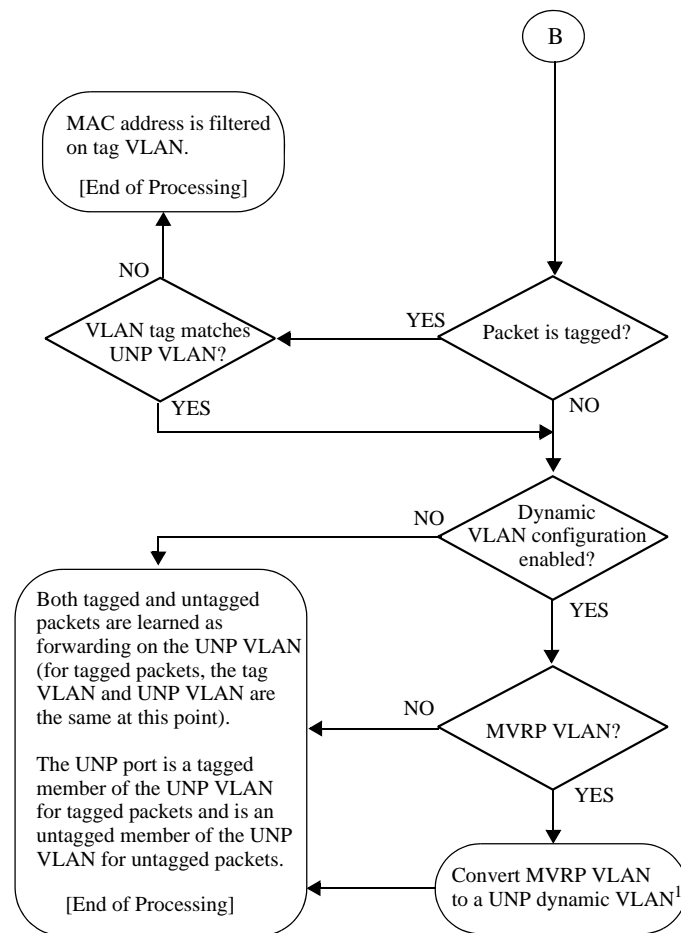 B
MAC address is filtered
on tag VLAN.
[End of Processing]
NO
YES
VLAN tag matches
UNP VLAN?
Packet is tagged?
YES
NO
Dynamic
VLAN configuration
enabled?
NO
YES
Both tagged and untagged
packets are learned as
forwarding on the UNP VLAN
(for tagged packets, the tag
VLAN and UNP VLAN are
the same at this point).
NO
MVRP VLAN?
The UNP port is a tagged
member of the UNP VLAN
for tagged packets and is an
untagged member of the UNP
VLAN for untagged packets.
YES
[End of Processing]
Convert MVRP VLAN
to a UNP dynamic VLAN1